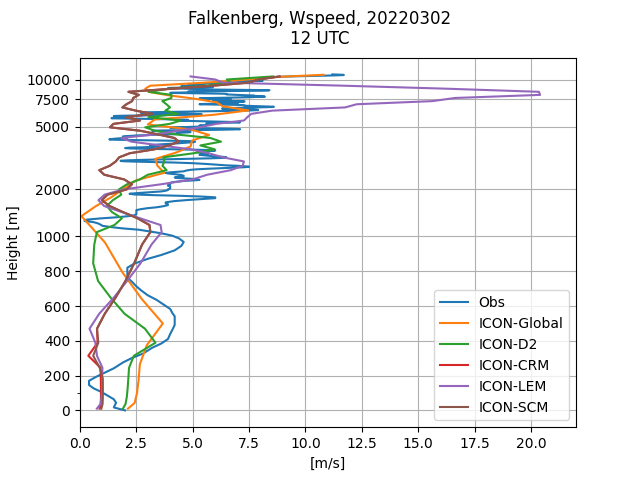 Falkenberg, Wspeed, 20220302
12 UTC
Height [m]
10000
7500
5000
2000
1000
800
600
400
200
0
Obs
ICON-Global
ICON-D2
ICON-CRM
ICON-LEM
ICON-SCM
0.0 2.5 5.0 7.5 10.0 12.5 15.0 17.5 20.0
[m/s]